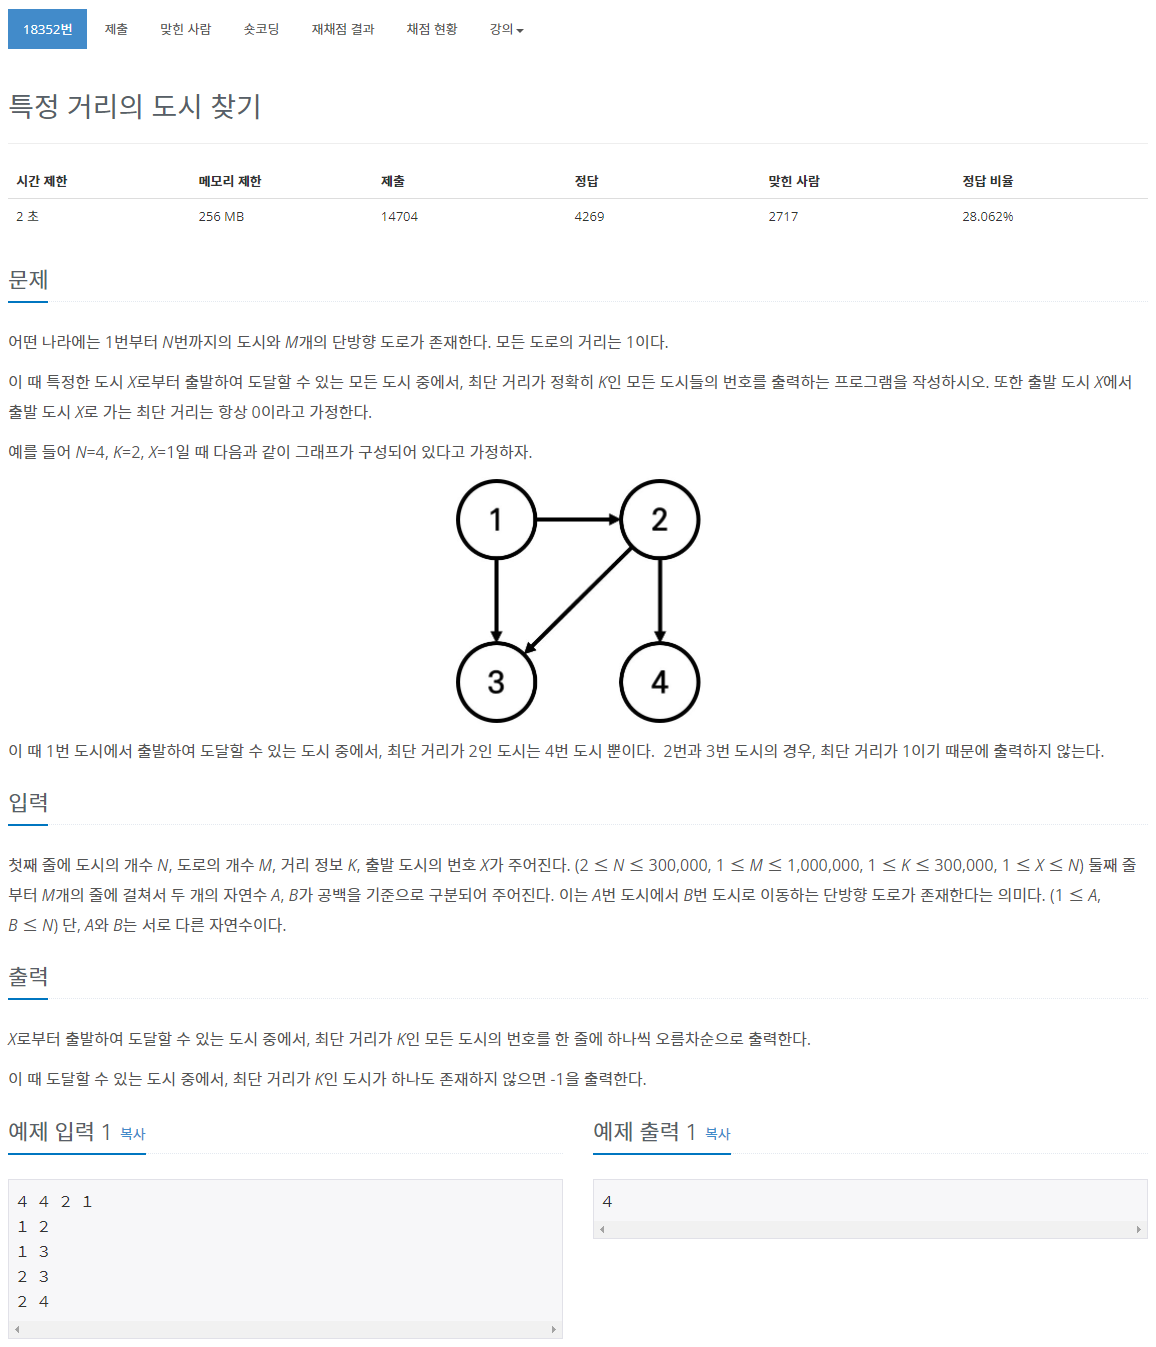 18352번 제출 맞힌 사람 숏코딩 재채점 결과 채점 현황 강의
특정 거리의 도시 찾기
시간 제한 메모리 제한 제출 정답 맞힌 사람 정답 비율
2 초 256 MB 14704 4269 2717 28.062%
문제
어떤 나라에는 1번부터 N번까지의 도시와 M개의 단방향 도로가 존재한다. 모든 도로의 거리는 1이다.
이 때 특정한 도시 X로부터 출발하여 도달할 수 있는 모든 도시 중에서, 최단 거리가 정확히 K인 모든 도시들의 번호를 출력하는 프로그램을 작성하시오. 또한 출발 도시 X에서
출발 도시 X로 가는 최단 거리는 항상 0이라고 가정한다.
예를 들어 N=4, K=2, X=1일 때 다음과 같이 그래프가 구성되어 있다고 가정하자.
1 2
3 4
이 때 1번 도시에서 출발하여 도달할 수 있는 도시 중에서, 최단 거리가 2인 도시는 4번 도시 뿐이다.  2번과 3번 도시의 경우, 최단 거리가 1이기 때문에 출력하지 않는다.
입력
첫째 줄에 도시의 개수 N, 도로의 개수 M, 거리 정보 K, 출발 도시의 번호 X가 주어진다. (2 ≤ N ≤ 300,000, 1 ≤ M ≤ 1,000,000, 1 ≤ K ≤ 300,000, 1 ≤ X ≤ N) 둘째 줄
부터 M개의 줄에 걸쳐서 두 개의 자연수 A, B가 공백을 기준으로 구분되어 주어진다. 이는 A번 도시에서 B번 도시로 이동하는 단방향 도로가 존재한다는 의미다. (1 ≤ A,
B ≤ N) 단, A와 B는 서로 다른 자연수이다.
출력
X로부터 출발하여 도달할 수 있는 도시 중에서, 최단 거리가 K인 모든 도시의 번호를 한 줄에 하나씩 오름차순으로 출력한다.
이 때 도달할 수 있는 도시 중에서, 최단 거리가 K인 도시가 하나도 존재하지 않으면 -1을 출력한다.
예제 입력 1 복사
4 4 2 1
1 2
1 3
2 3
2 4
예제 출력 1 복사
4